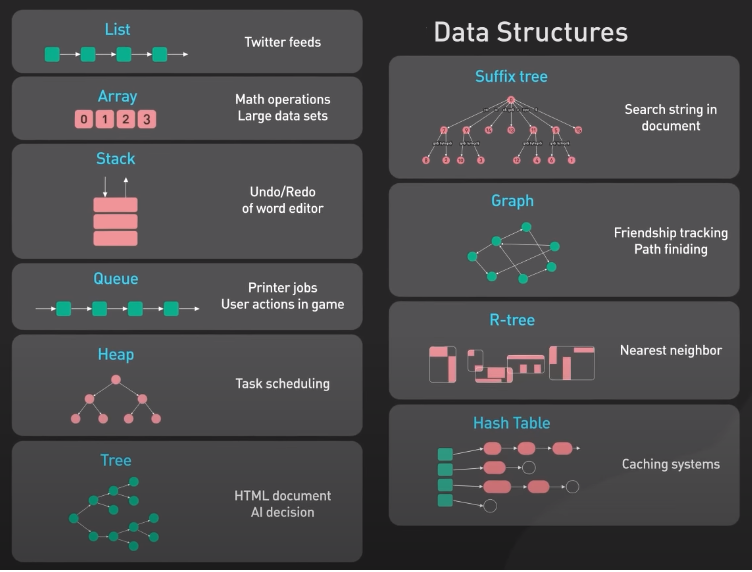 Data Structures
List
Twitter feeds
Array
0 1 2 3
Math operations
Large data sets
Stack
Undo/Redo
of word editor
Queue
Printer jobs
User actions in game
Heap
Task scheduling
Tree
HTML document
AI decision
Suffix tree
Search string in
document
Graph
Friendship tracking
Path finiding
R-tree
Nearest neighbor
Hash Table
Caching systems